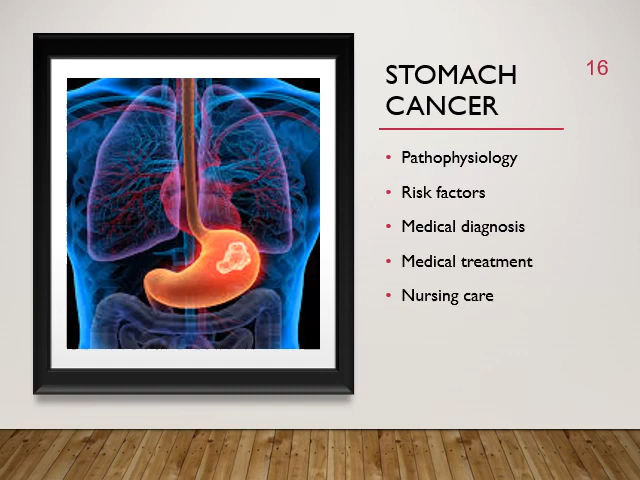 STOMACH
CANCER
16
• Pathophysiology
• Risk factors
• Medical diagnosis
• Medical treatment
• Nursing care